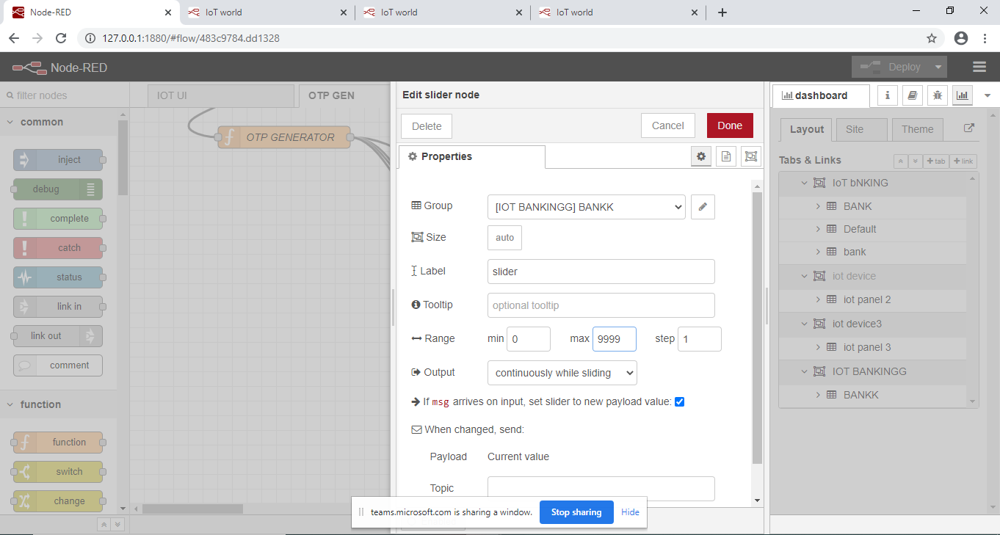 Node-RED
IoT world
IoT world
IoT world
127.0.0.1:1880/#flow/483c9784.dd1328
Node-RED
Deploy
filter nodes
common
inject
debug
complete
catch
status
link in
link out
comment
function
function
switch
change
IOT UI
OTP GEN
OTP GENERATOR
Edit slider node
Delete
Cancel
Done
Properties
Group
[IOT BANKINGG] BANKK
Size
auto
Label
slider
Tooltip
optional tooltip
Range
min 0 max 9999 step 1
Output
continuously while sliding
If msg arrives on input, set slider to new payload value:
When changed, send:
Payload
Current value
Topic
teams.microsoft.com is sharing a window.
Stop sharing
Hide
dashboard
Layout
Site
Theme
Tabs & Links
tab
link
IoT bNKING
BANK
Default
bank
iot device
iot panel 2
iot device3
iot panel 3
IOT BANKINGG
BANKK